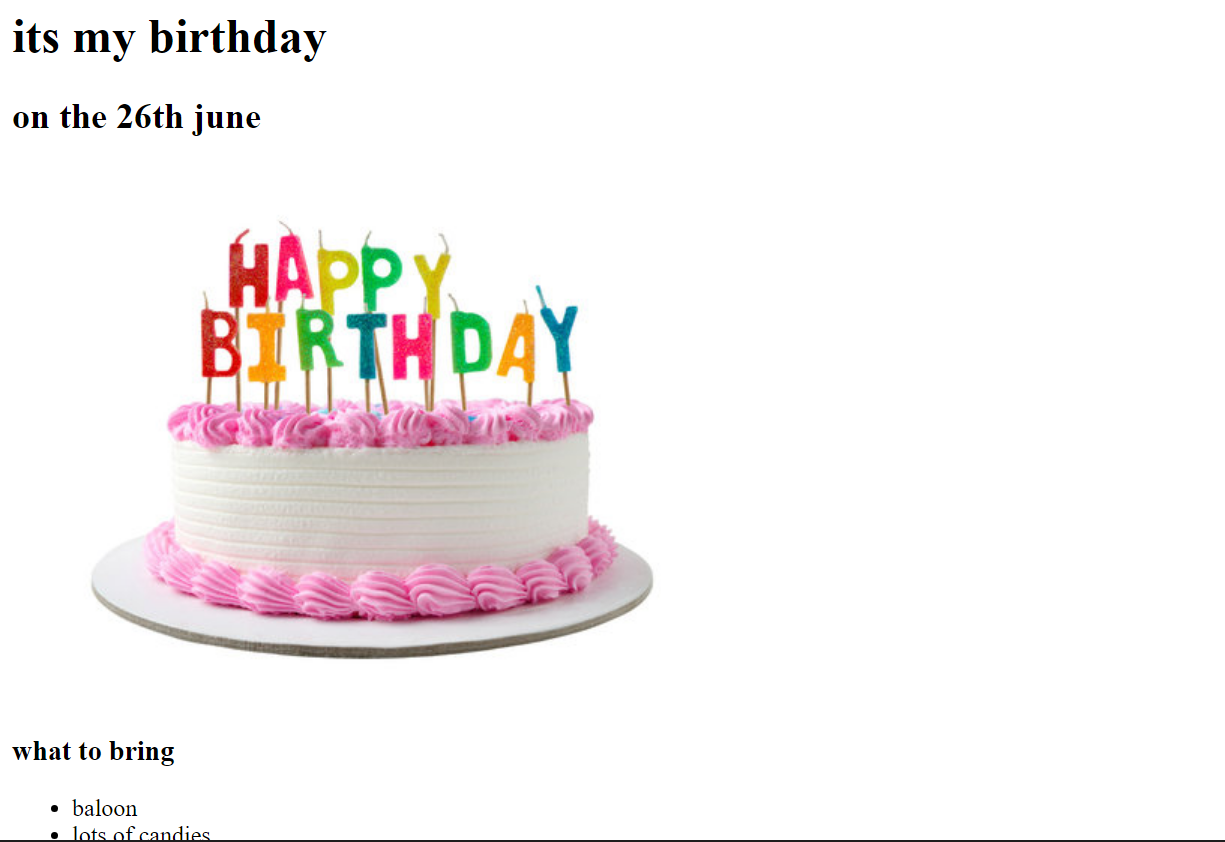 its my birthday
on the 26th june
HAPPY
BIRTHDAY
what to bring
baloon
lots of candies